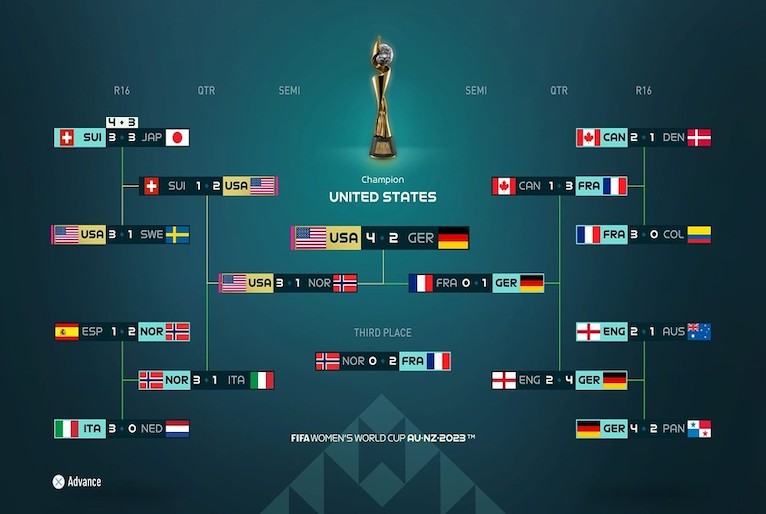 R16 QTR SEMI SEMI QTR R16
4 • 3
SUI 3 • 3 JAP
CAN 2 • 1 DEN
Champion
UNITED STATES
SUI 1 • 2 USA
CAN 1 • 3 FRA
USA 3 • 1 SWE
USA 4 • 2 GER
FRA 3 • 0 COL
USA 3 • 1 NOR
FRA 0 • 1 GER
ESP 1 • 2 NOR
THIRD PLACE
ENG 2 • 1 AUS
NOR 0 • 2 FRA
NOR 3 • 1 ITA
ENG 2 • 4 GER
ITA 3 • 0 NED
GER 4 • 2 PAN
FIFA WOMEN'S WORLD CUP AU·NZ·2023™
Advance